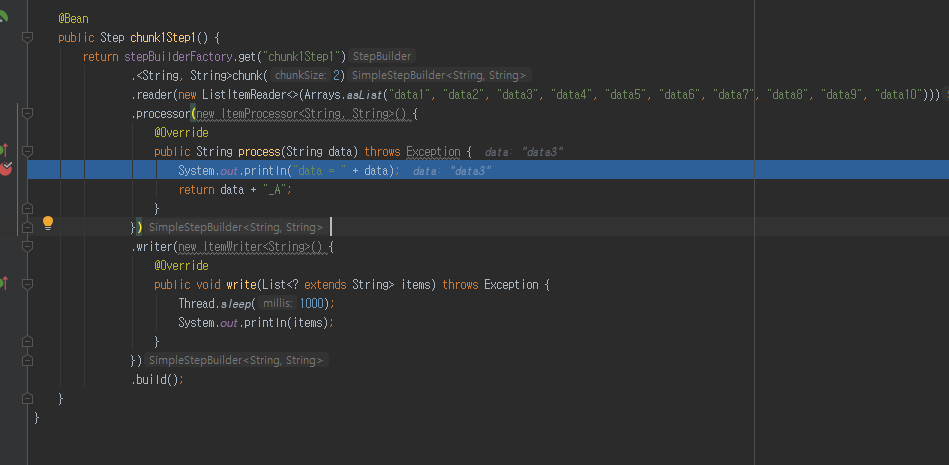 @Bean
public Step chunk1Step1() {
return stepBuilderFactory.get("chunk1Step1") StepBuilder
.<String, String>chunk( chunkSize: 2) SimpleStepBuilder<String, String>
.reader(new ListItemReader<>(Arrays.asList("data1", "data2", "data3", "data4", "data5", "data6", "data7", "data8", "data9", "data10")))
.processor(new ItemProcessor<String, String>() {
@Override
public String process(String data) throws Exception { data: "data3"
System.out.println("data = " + data); data: "data3"
return data + "_A";
}
}) SimpleStepBuilder<String, String>
.writer(new ItemWriter<String>() {
@Override
public void write(List<? extends String> items) throws Exception {
Thread.sleep( millis: 1000);
System.out.println(items);
}
}) SimpleStepBuilder<String, String>
.build();
}
}